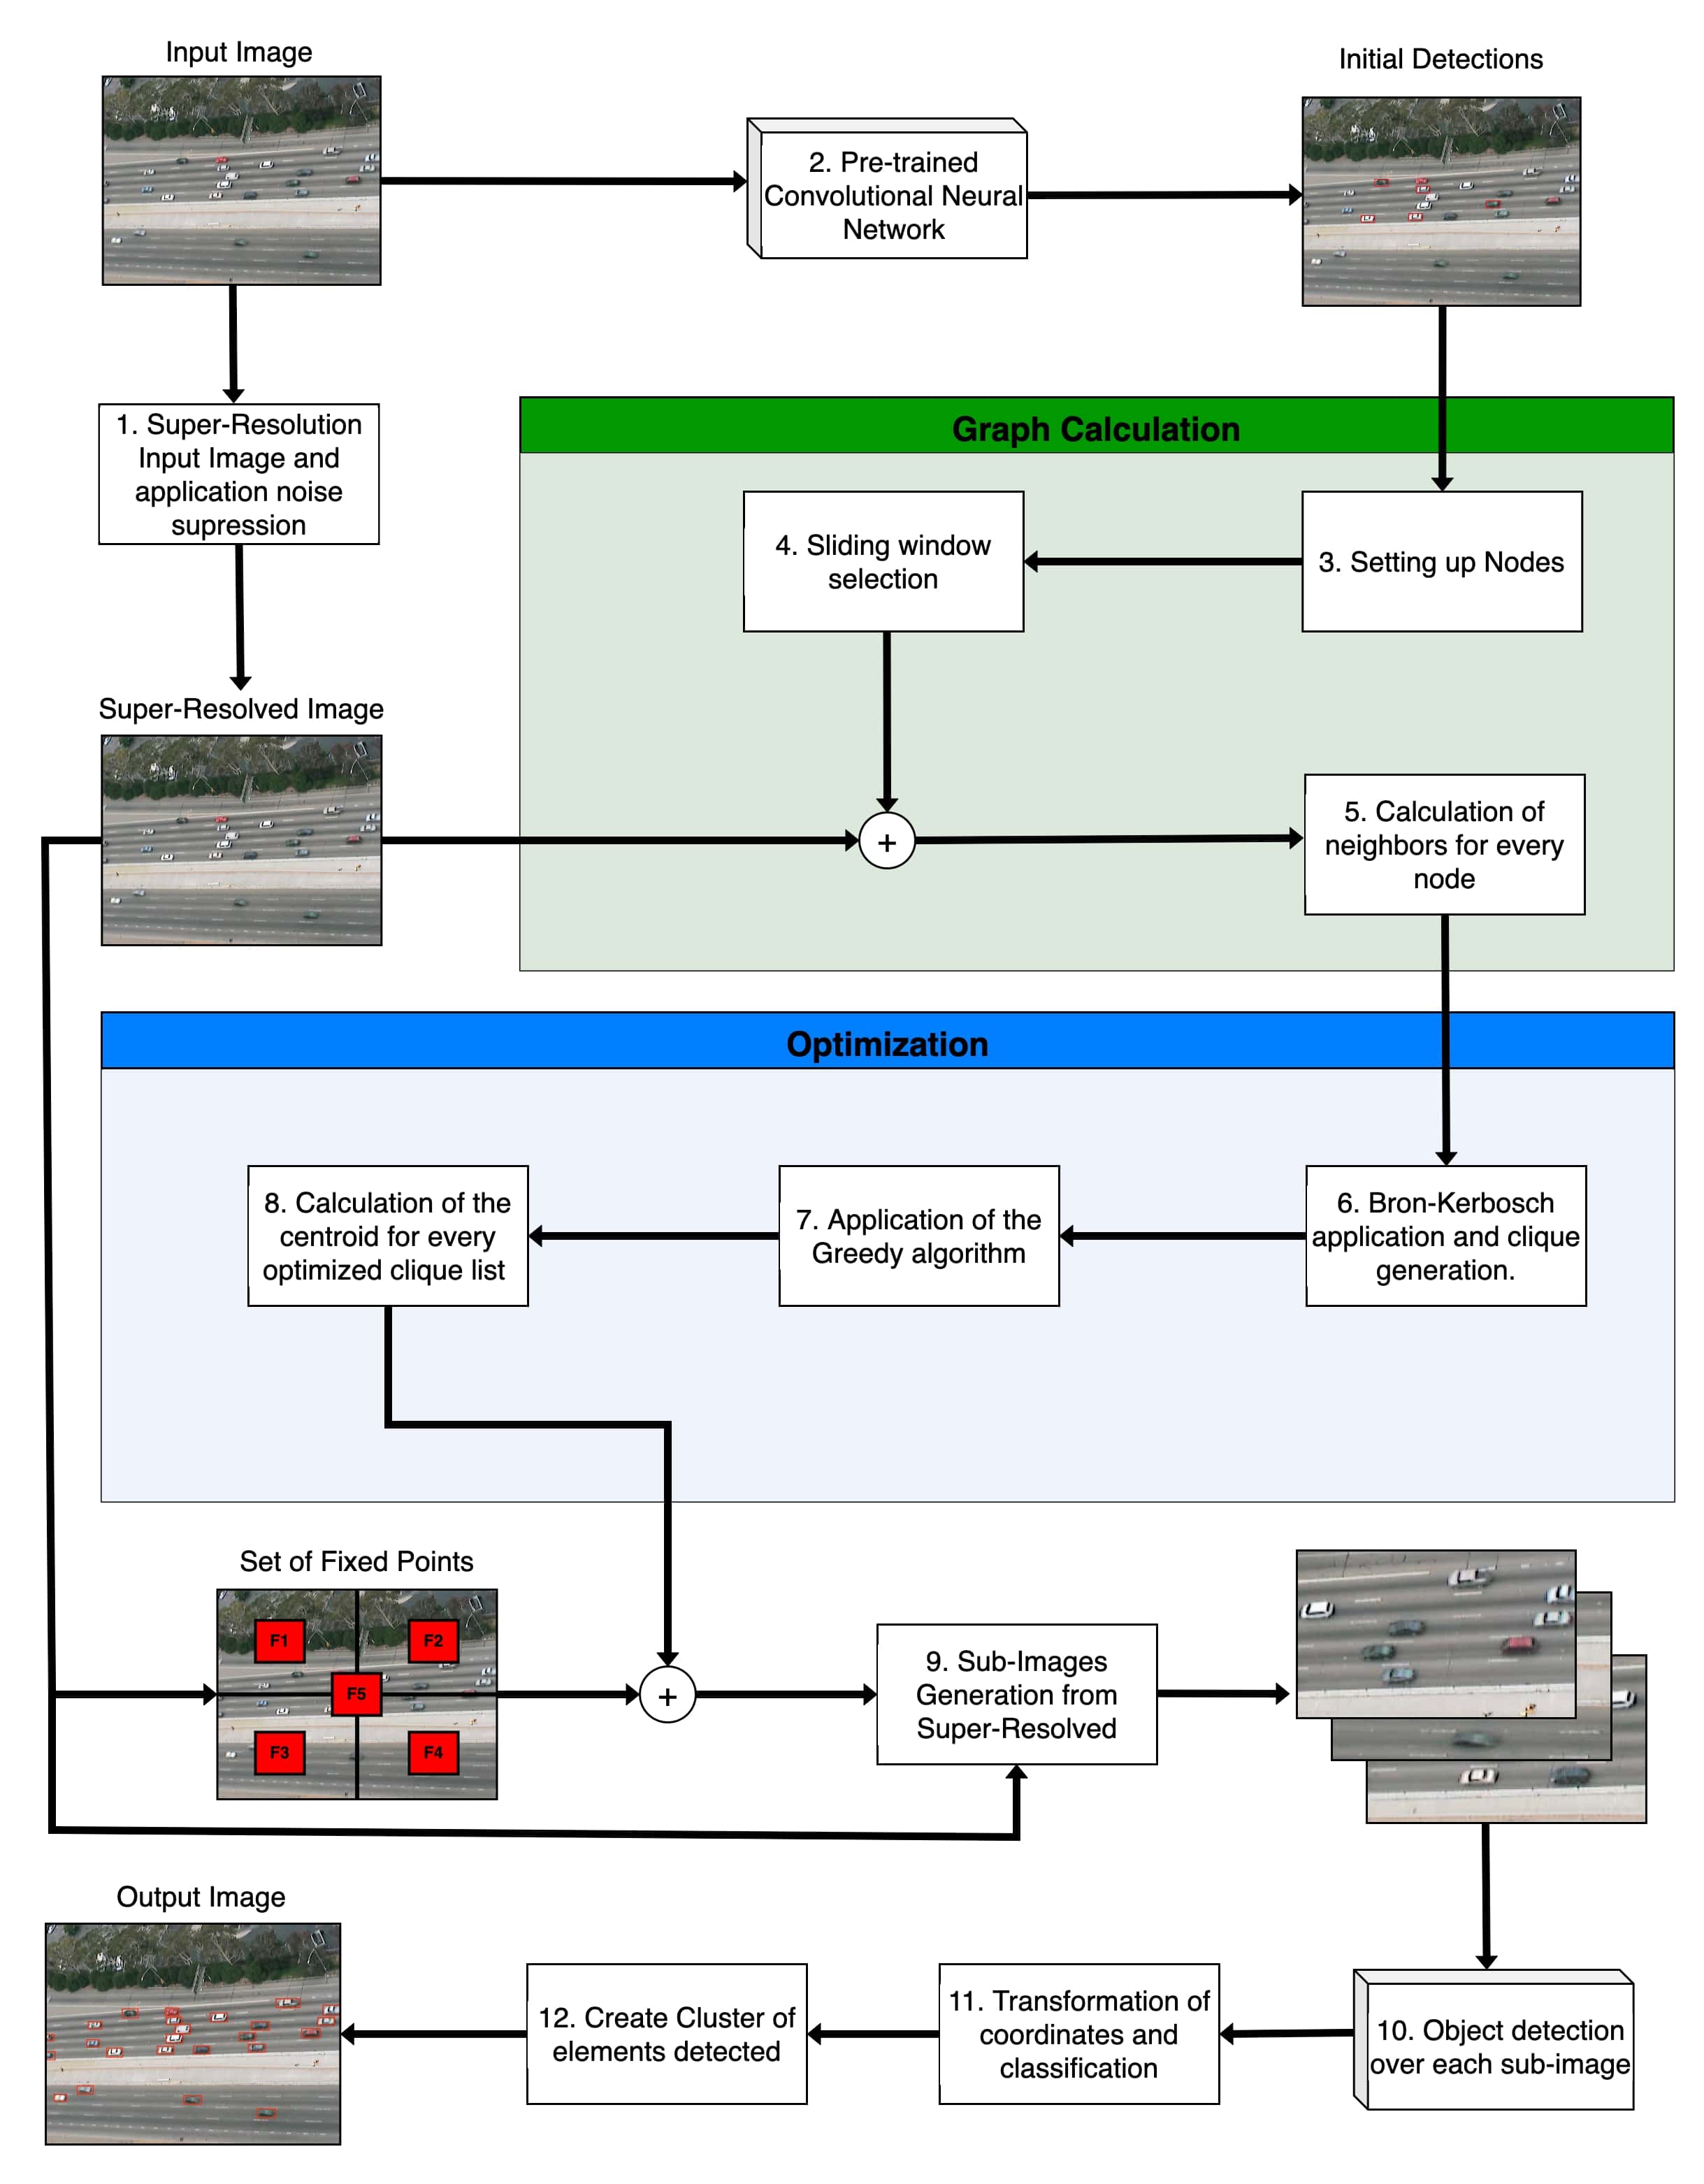 Input Image
Initial Detections
2. Pre-trained
Convolutional Neural
Network
1. Super-Resolution
Input Image and
application noise
supression
Graph Calculation
4. Sliding window
selection
3. Setting up Nodes
Super-Resolved Image
+
5. Calculation of
neighbors for every
node
Optimization
8. Calculation of the
centroid for every
optimized clique list
7. Application of the
Greedy algorithm
6. Bron-Kerbosch
application and clique
generation.
Set of Fixed Points
F1
F2
F5
F3
F4
+
9. Sub-Images
Generation from
Super-Resolved
Output Image
12. Create Cluster of
elements detected
11. Transformation of
coordinates and
classification
10. Object detection
over each sub-image